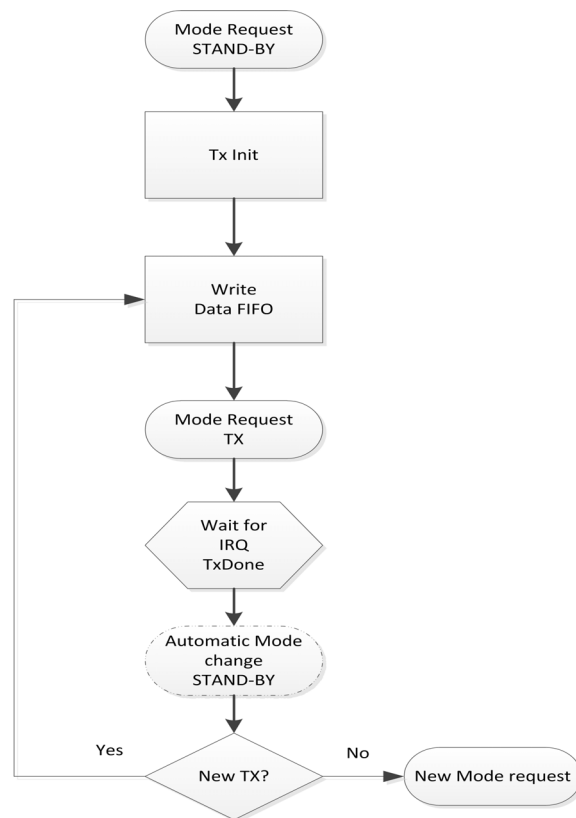 Mode Request
STAND-BY
Tx Init
Write
Data FIFO
Mode Request
TX
Wait for
IRQ
TxDone
Automatic Mode
change
STAND-BY
Yes
New TX?
No
New Mode request